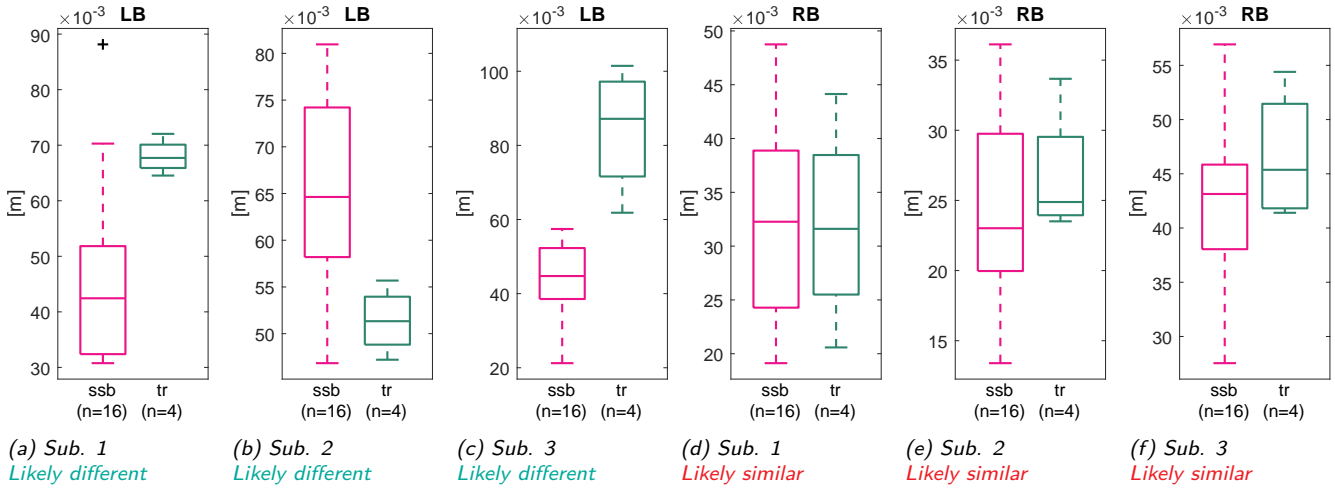 ×10⁻³ LB
90
80
70
60
50
40
30
[m]
ssb tr
(n=16) (n=4)
(a) Sub. 1
Likely different
×10⁻³ LB
80
75
70
65
60
55
50
[m]
ssb tr
(n=16) (n=4)
(b) Sub. 2
Likely different
×10⁻³ LB
100
80
60
40
20
[m]
ssb tr
(n=16) (n=4)
(c) Sub. 3
Likely different
×10⁻³ RB
50
45
40
35
30
25
20
[m]
ssb tr
(n=16) (n=4)
(d) Sub. 1
Likely similar
×10⁻³ RB
35
30
25
20
15
[m]
ssb tr
(n=16) (n=4)
(e) Sub. 2
Likely similar
×10⁻³ RB
55
50
45
40
35
30
[m]
ssb tr
(n=16) (n=4)
(f) Sub. 3
Likely similar